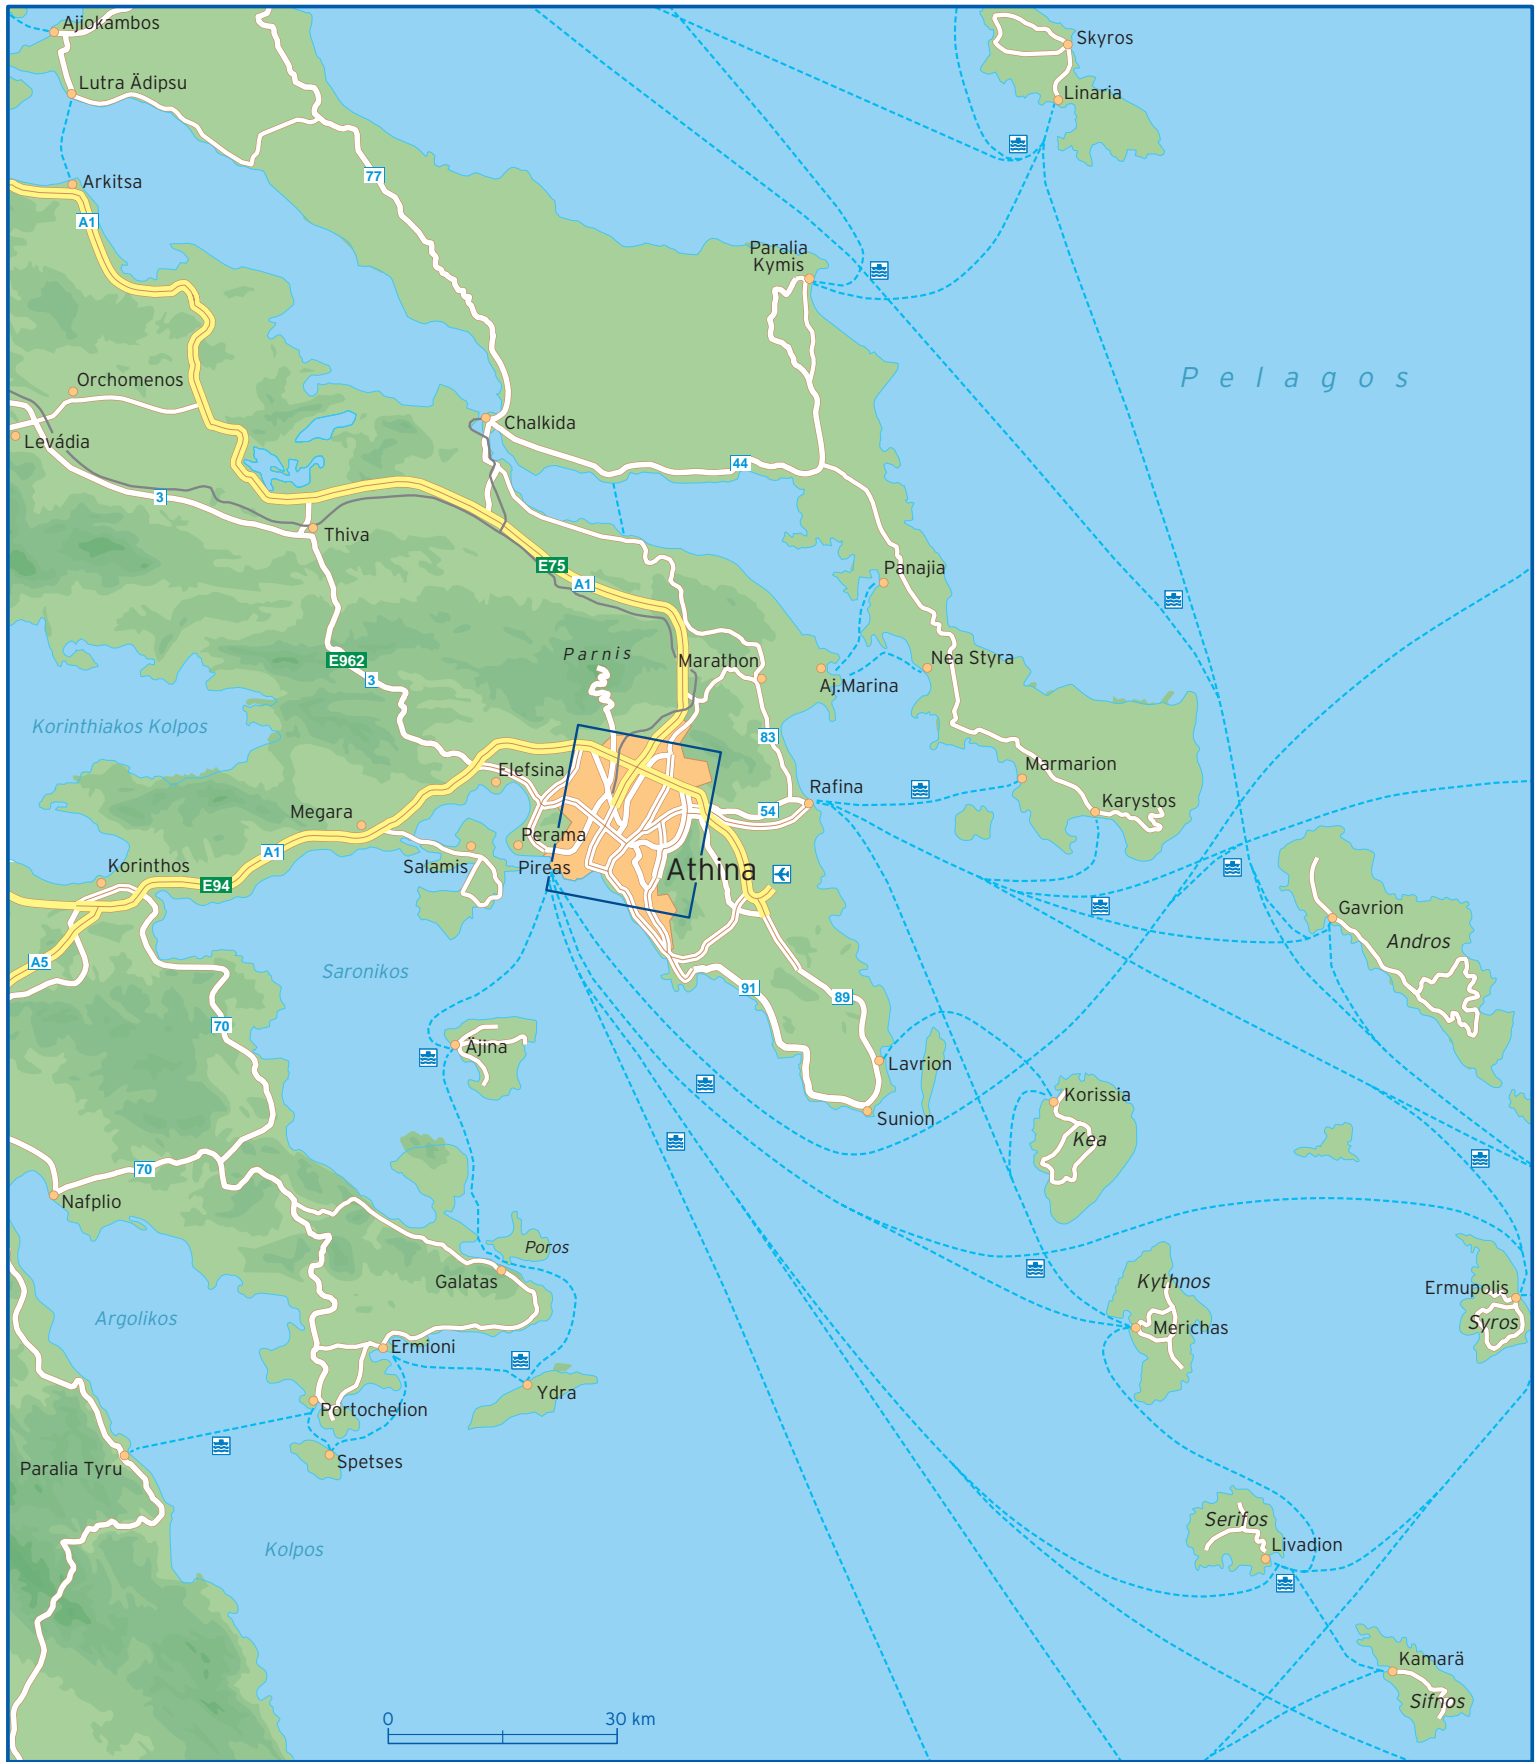 Ajiokambos
Skyros
Lutra Ädipsu
Linaria
77
Arkitsa
A1
Paralia
Kymis
Pelagos
Orchomenos
Chalkida
Levádia
44
3
Thiva
E75
A1
Panajia
Parnis
E962
3
Marathon
Nea Styra
Aj.Marina
Korinthiakos Kolpos
83
Marmarion
Elefsina
Rafina
Karystos
Megara
54
Perama
A1
Korinthos
Salamis
Pireas
Athina
E94
Gavrion
Andros
A5
Saronikos
91
89
70
Äjina
Lavrion
Korissia
Sunion
Kea
70
Nafplio
Poros
Galatas
Kythnos
Ermupolis
Argolikos
Syros
Merichas
Ermioni
Ydra
Portochelion
Spetses
Paralia Tyru
Serifos
Livadion
Kolpos
Kamarä
Sifnos
0 30 km